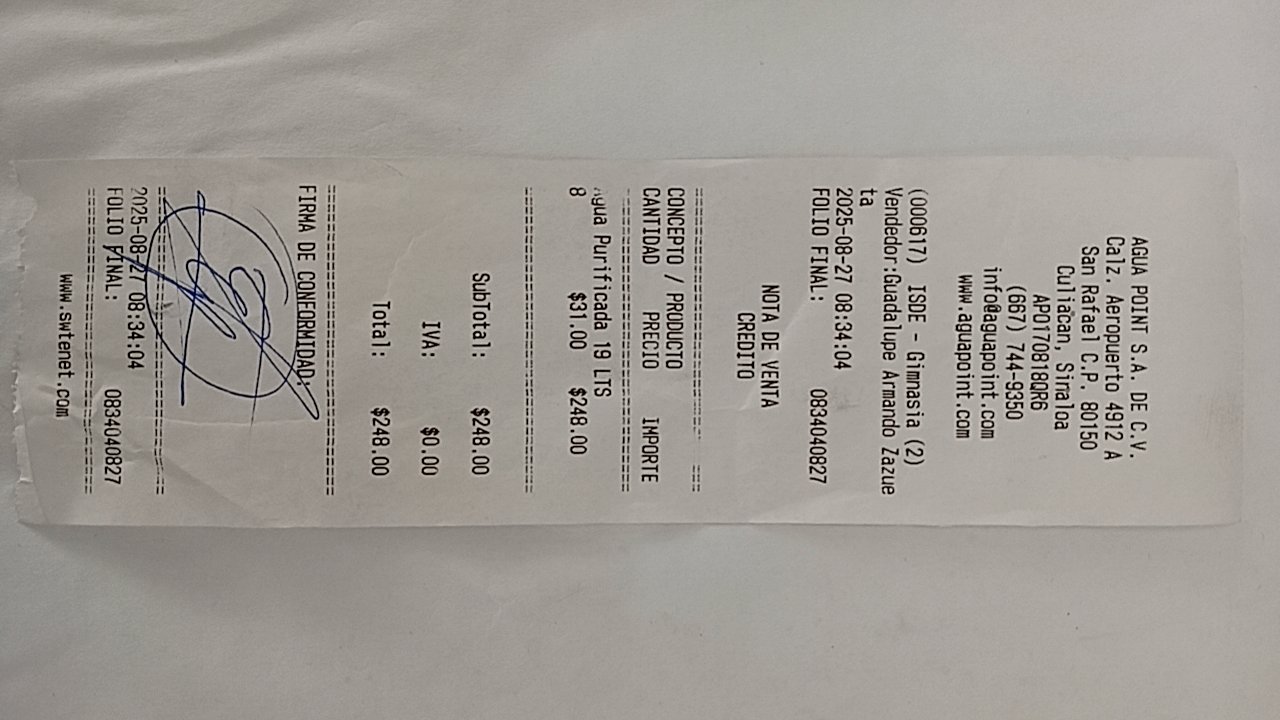 AGUA POINT S.A. DE C.V.
Calz. Aeropuerto 4912 A
San Rafael C.P. 80150
Culiacan, Sinaloa
APO170818QR6
(667) 744-9350
info@aguapoint.com
www.aguapoint.com
(000617) ISDE - Gimnasia (2)
Vendedor:Guadalupe Armando Zazue
ta
2025-08-27 08:34:04
FOLIO FINAL: 0834040827
NOTA DE VENTA
CREDITO
CONCEPTO / PRODUCTO
CANTIDAD PRECIO IMPORTE
Agua Purificada 19 LTS
8 $31.00 $248.00
SubTotal: $248.00
IVA: $0.00
Total: $248.00
FIRMA DE CONFORMIDAD:
2025-08-27 08:34:04
FOLIO FINAL: 0834040827
www.swtenet.com